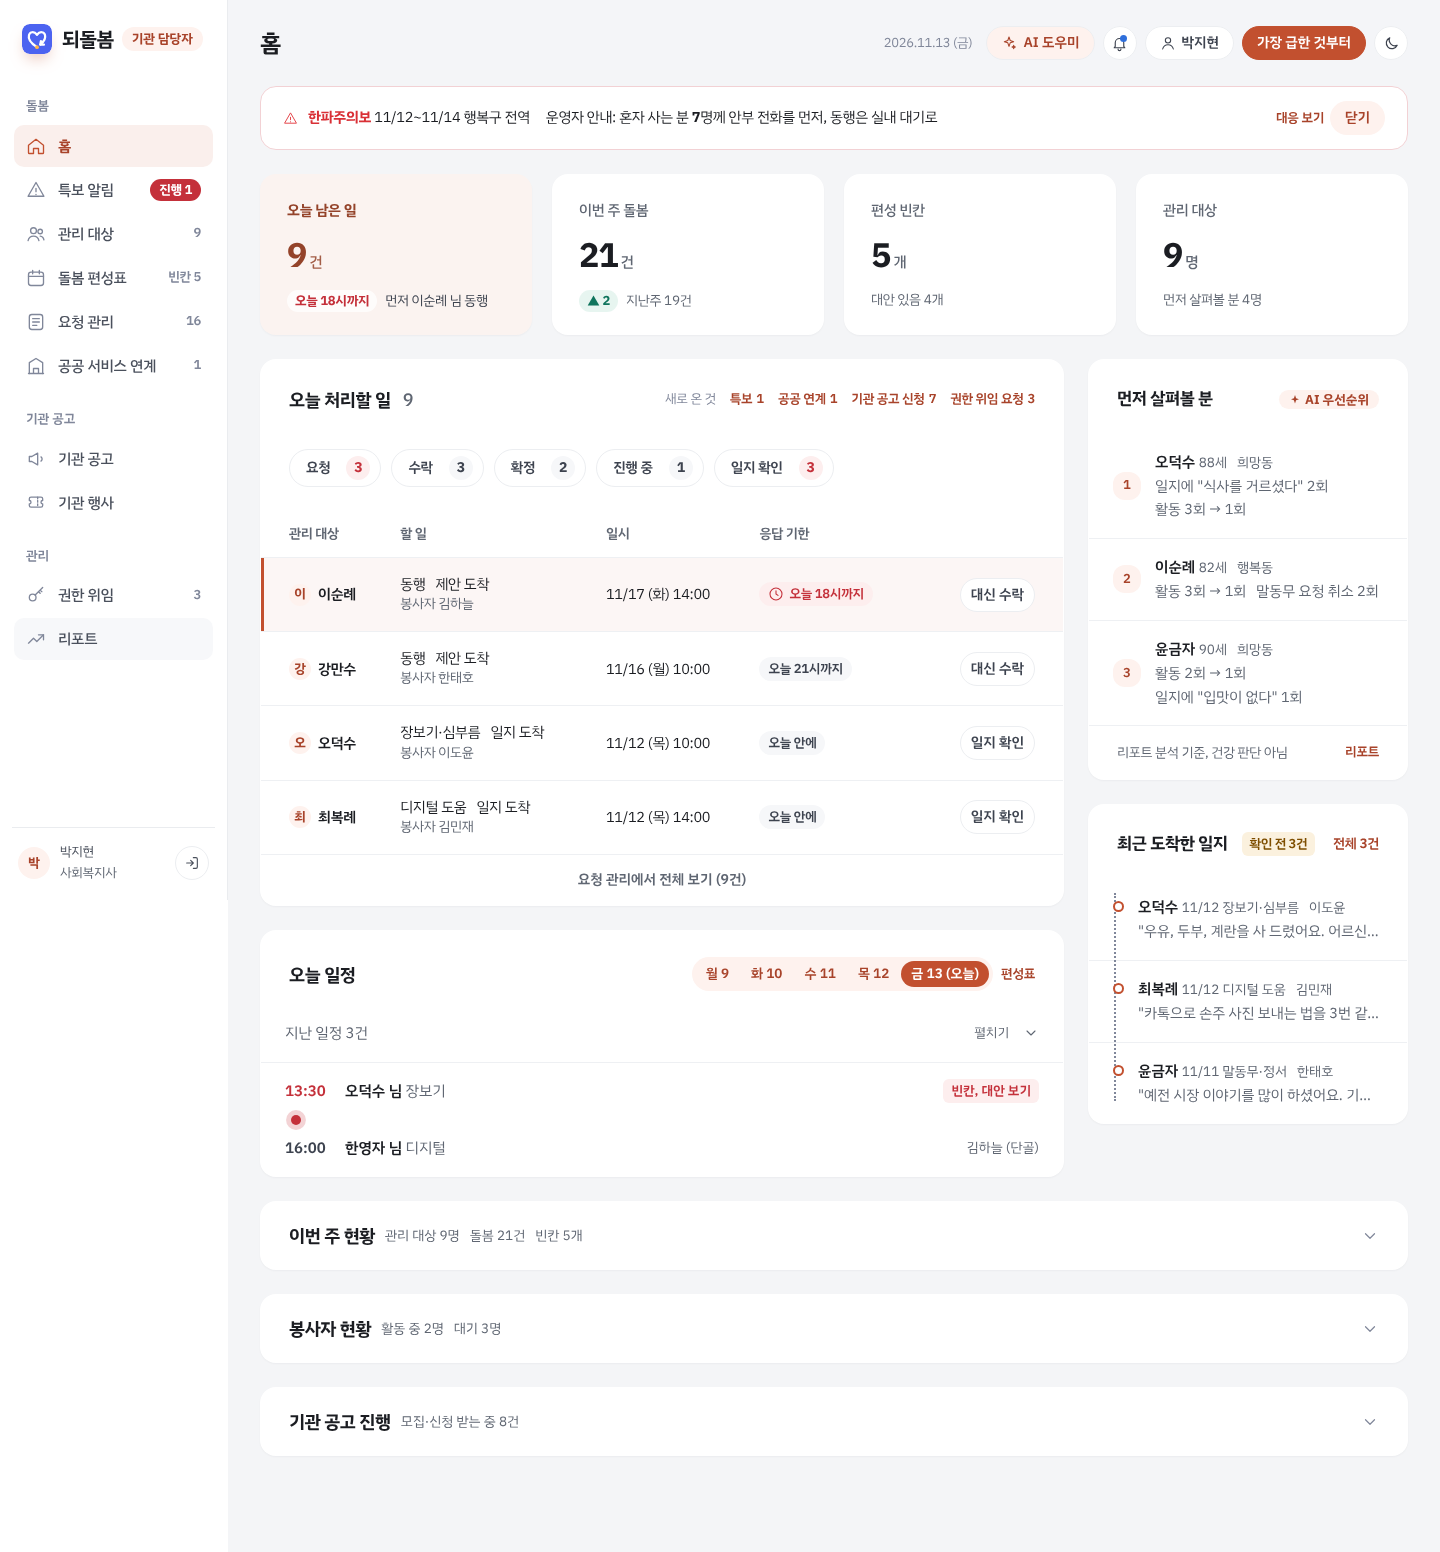 되돌봄 기관 담당자
돌봄
홈
특보 알림 진행 1
관리 대상 9
돌봄 편성표 빈칸 5
요청 관리 16
공공 서비스 연계 1
기관 공고
기관 공고
기관 행사
관리
권한 위임 3
리포트
박 박지현
사회복지사
홈
2026.11.13 (금) AI 도우미 박지현 가장 급한 것부터
한파주의보 11/12~11/14 행복구 전역 운영자 안내: 혼자 사는 분 7명께 안부 전화를 먼저, 동행은 실내 대기로 대응 보기 닫기
오늘 남은 일
9건
오늘 18시까지 먼저 이순례 님 동행
이번 주 돌봄
21건
▲ 2 지난주 19건
편성 빈칸
5개
대안 있음 4개
관리 대상
9명
먼저 살펴볼 분 4명
오늘 처리할 일 9
새로 온 것 특보 1 공공 연계 1 기관 공고 신청 7 권한 위임 요청 3
요청 3 수락 3 확정 2 진행 중 1 일지 확인 3
관리 대상 할 일 일시 응답 기한
이 이순례 동행 제안 도착 11/17 (화) 14:00 오늘 18시까지 대신 수락
봉사자 김하늘
강 강만수 동행 제안 도착 11/16 (월) 10:00 오늘 21시까지 대신 수락
봉사자 한태호
오 오덕수 장보기·심부름 일지 도착 11/12 (목) 10:00 오늘 안에 일지 확인
봉사자 이도윤
최 최복례 디지털 도움 일지 도착 11/12 (목) 14:00 오늘 안에 일지 확인
봉사자 김민재
요청 관리에서 전체 보기 (9건)
먼저 살펴볼 분 AI 우선순위
1 오덕수 88세 희망동
일지에 "식사를 거르셨다" 2회
활동 3회 → 1회
2 이순례 82세 행복동
활동 3회 → 1회 말동무 요청 취소 2회
3 윤금자 90세 희망동
활동 2회 → 1회
일지에 "입맛이 없다" 1회
리포트 분석 기준, 건강 판단 아님 리포트
최근 도착한 일지 확인 전 3건 전체 3건
오덕수 11/12 장보기·심부름 이도윤
"우유, 두부, 계란을 사 드렸어요. 어르신...
최복례 11/12 디지털 도움 김민재
"카톡으로 손주 사진 보내는 법을 3번 같...
윤금자 11/11 말동무·정서 한태호
"예전 시장 이야기를 많이 하셨어요. 기...
오늘 일정
월 9 화 10 수 11 목 12 금 13 (오늘) 편성표
지난 일정 3건 펼치기
13:30 오덕수 님 장보기 빈칸, 대안 보기
16:00 한영자 님 디지털 김하늘 (단골)
이번 주 현황 관리 대상 9명 돌봄 21건 빈칸 5개
봉사자 현황 활동 중 2명 대기 3명
기관 공고 진행 모집·신청 받는 중 8건